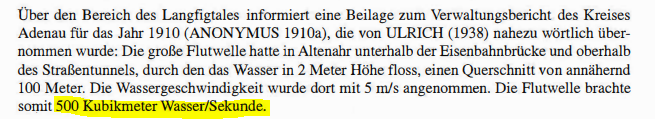 Über den Bereich des Langfigtales informiert eine Beilage zum Verwaltungsbericht des Kreises
Adenau für das Jahr 1910 (ANONYMUS 1910a), die von ULRICH (1938) nahezu wörtlich über-
nommen wurde: Die große Flutwelle hatte in Altenahr unterhalb der Eisenbahnbrücke und oberhalb
des Straßentunnels, durch den das Wasser in 2 Meter Höhe floss, einen Querschnitt von annähernd
100 Meter. Die Wassergeschwindigkeit wurde dort mit 5 m/s angenommen. Die Flutwelle brachte
somit 500 Kubikmeter Wasser/Sekunde.